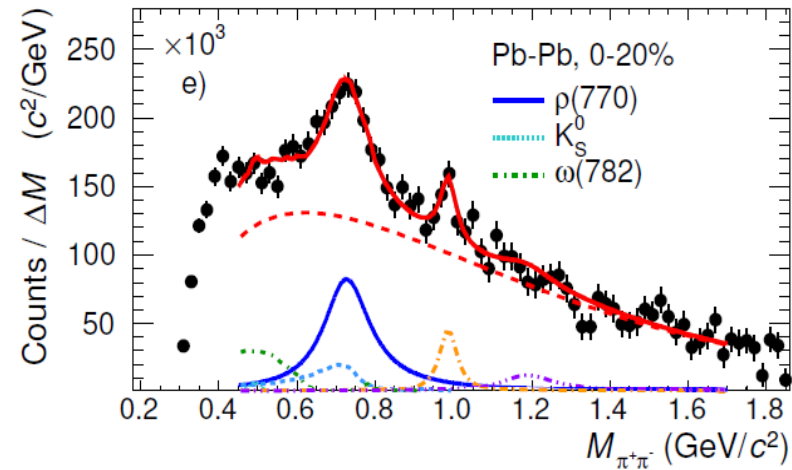 ×10³
e)
Pb-Pb, 0-20%
ρ(770)
K⁰S
ω(782)
Counts / ΔM (c²/GeV)
250
200
150
100
50
0.2 0.4 0.6 0.8 1.0 1.2 1.4 1.6 1.8
Mπ⁺π⁻ (GeV/c²)